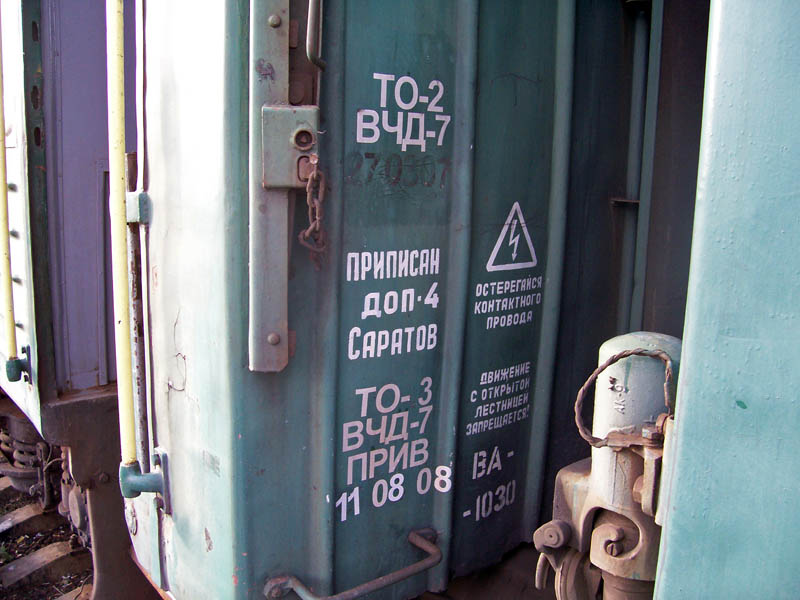 ТО-2
ВЧД-7
270307
ПРИПИСАН
ДОП-4
САРАТОВ
ТО-3
ВЧД-7
ПРИВ
11 08 08
ОСТЕРЕГАЙСЯ
КОНТАКТНОГО
ПРОВОДА
ДВИЖЕНИЕ
С ОТКРЫТОЙ
ЛЕСТНИЦЕЙ
ЗАПРЕЩАЕТСЯ!
ВА-
-1030